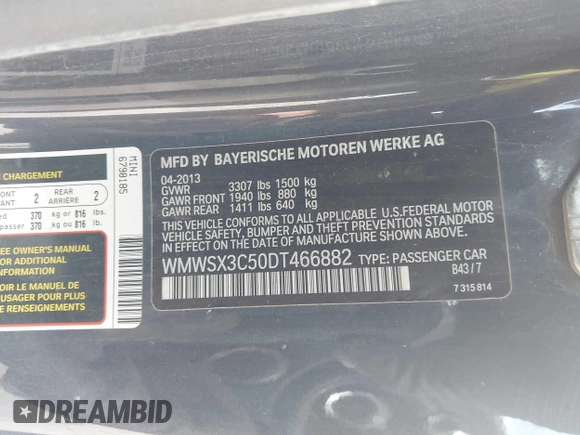 CHARGEMENT
FRONT 2 REAR 2
ARRIÈRE
370 kg or 816 lbs.
370 kg ou 816 lb.
SEE OWNER'S MANUAL
FOR ADDITIONAL
INFORMATION
VOIR LE MANUEL DE
L'USAGER POUR PLUS
DE RENSEIGNEMENTS
MINI
6798185
MFD BY BAYERISCHE MOTOREN WERKE AG
04-2013
GVWR 3307 lbs 1500 kg
GAWR FRONT 1940 lbs 880 kg
GAWR REAR 1411 lbs 640 kg
THIS VEHICLE CONFORMS TO ALL APPLICABLE U.S.FEDERAL MOTOR
VEHICLE SAFETY, BUMPER AND THEFT PREVENTION STANDARDS
IN EFFECT ON THE DATE OF MANUFACTURE SHOWN ABOVE.
WMWSX3C50DT466882 TYPE: PASSENGER CAR
B43 / 7
7 315 814
DREAMBID